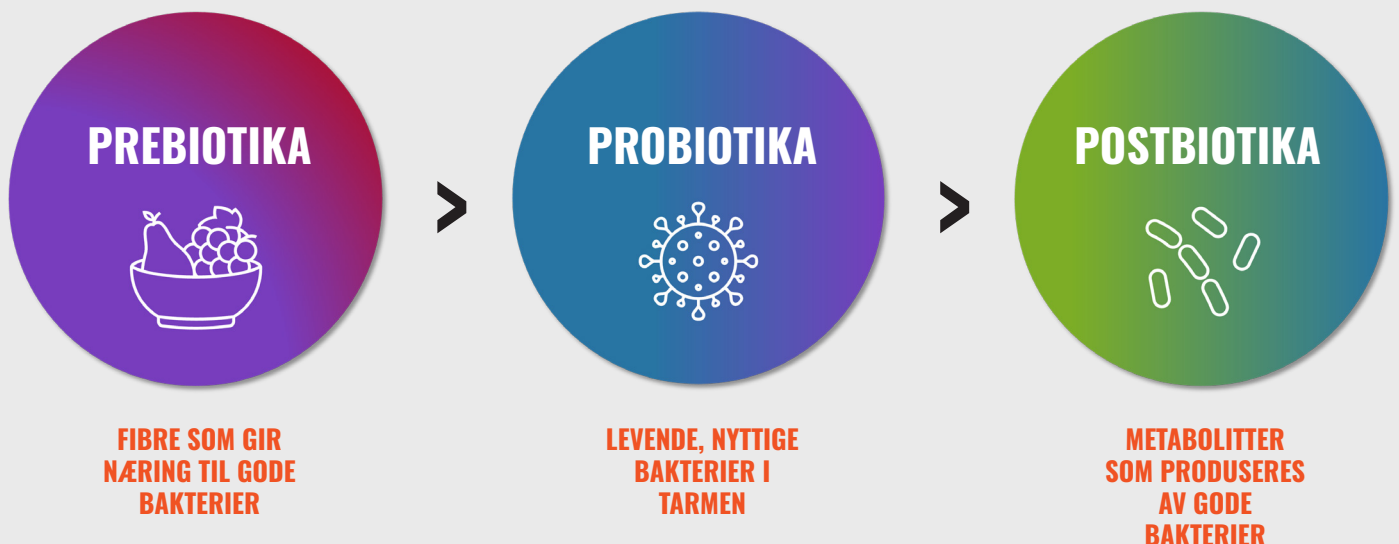 PREBIOTIKA
>
PROBIOTIKA
>
POSTBIOTIKA
FIBRE SOM GIR
NÆRING TIL GODE
BAKTERIER
LEVENDE, NYTTIGE
BAKTERIER I
TARMEN
METABOLITTER
SOM PRODUSERES
AV GODE
BAKTERIER